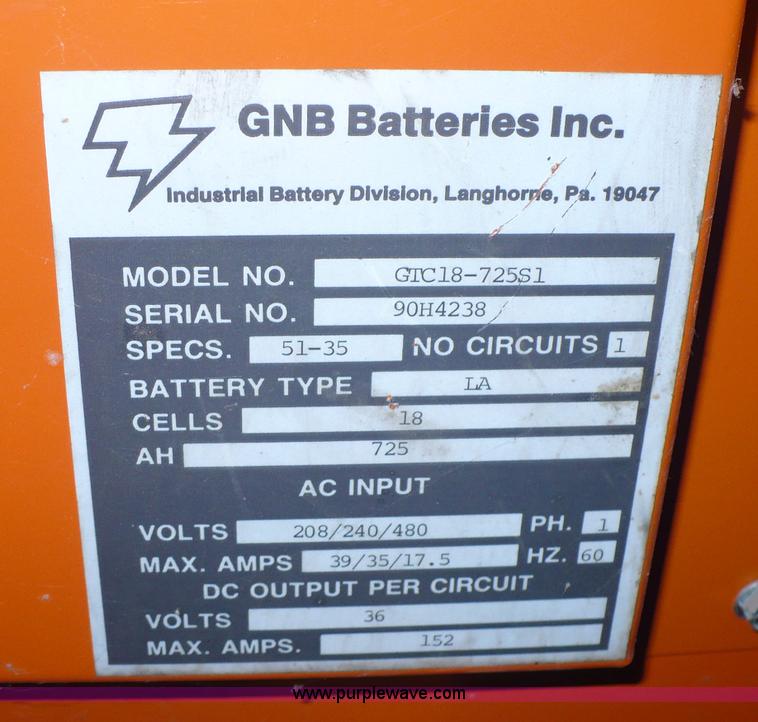 GNB Batteries Inc.
Industrial Battery Division, Langhorne, Pa. 19047
MODEL NO. GTC18-725S1
SERIAL NO. 90H4238
SPECS. 51-35 NO CIRCUITS 1
BATTERY TYPE LA
CELLS 18
AH 725
AC INPUT
VOLTS 208/240/480 PH. 1
MAX. AMPS 39/35/17.5 HZ. 60
DC OUTPUT PER CIRCUIT
VOLTS 36
MAX. AMPS. 152
www.purplewave.com